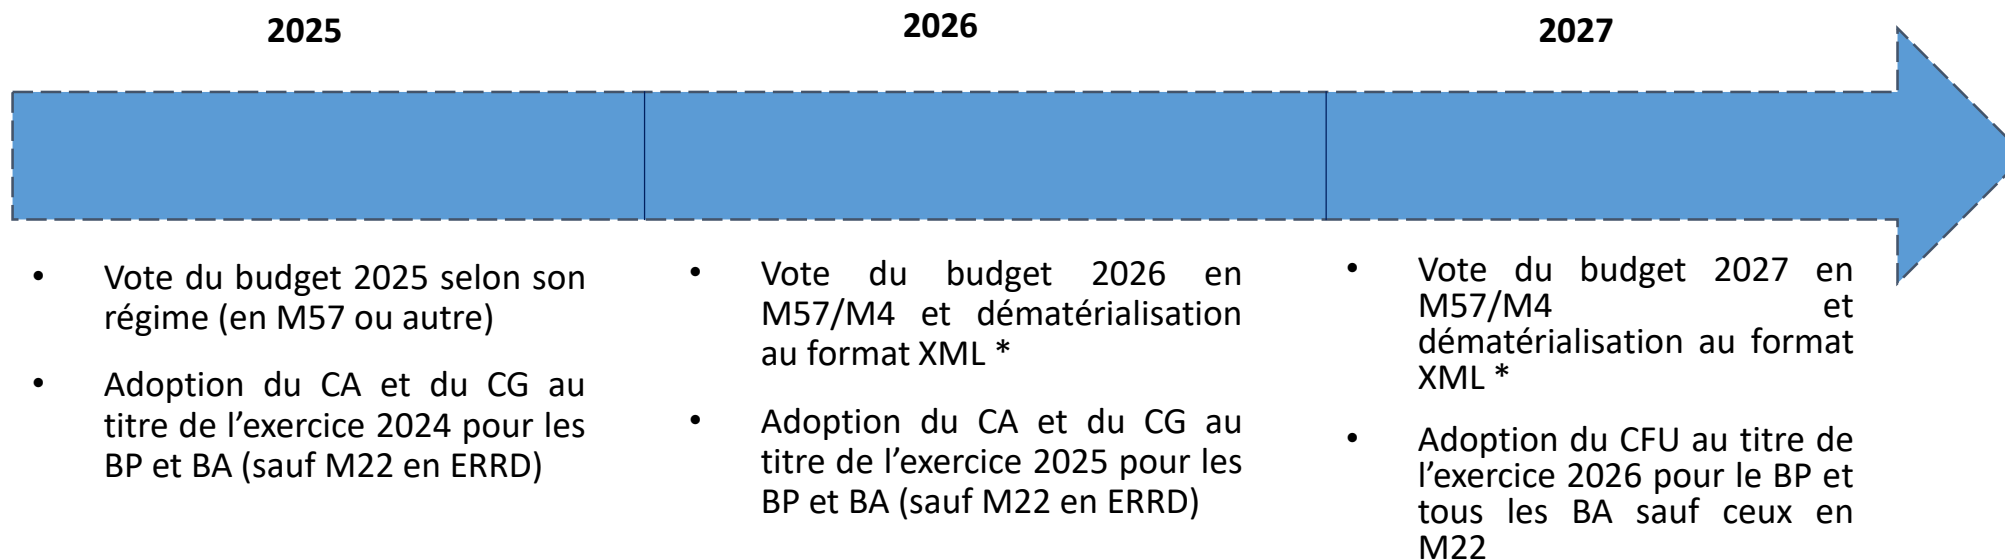 2025
2026
2027
• Vote du budget 2025 selon son
régime (en M57 ou autre)
• Adoption du CA et du CG au
titre de l’exercice 2024 pour les
BP et BA (sauf M22 en ERRD)
• Vote du budget 2026 en
M57/M4 et dématérialisation
au format XML *
• Adoption du CA et du CG au
titre de l’exercice 2025 pour les
BP et BA (sauf M22 en ERRD)
• Vote du budget 2027 en
M57/M4 et
dématérialisation au format
XML *
• Adoption du CFU au titre de
l’exercice 2026 pour le BP et
tous les BA sauf ceux en
M22